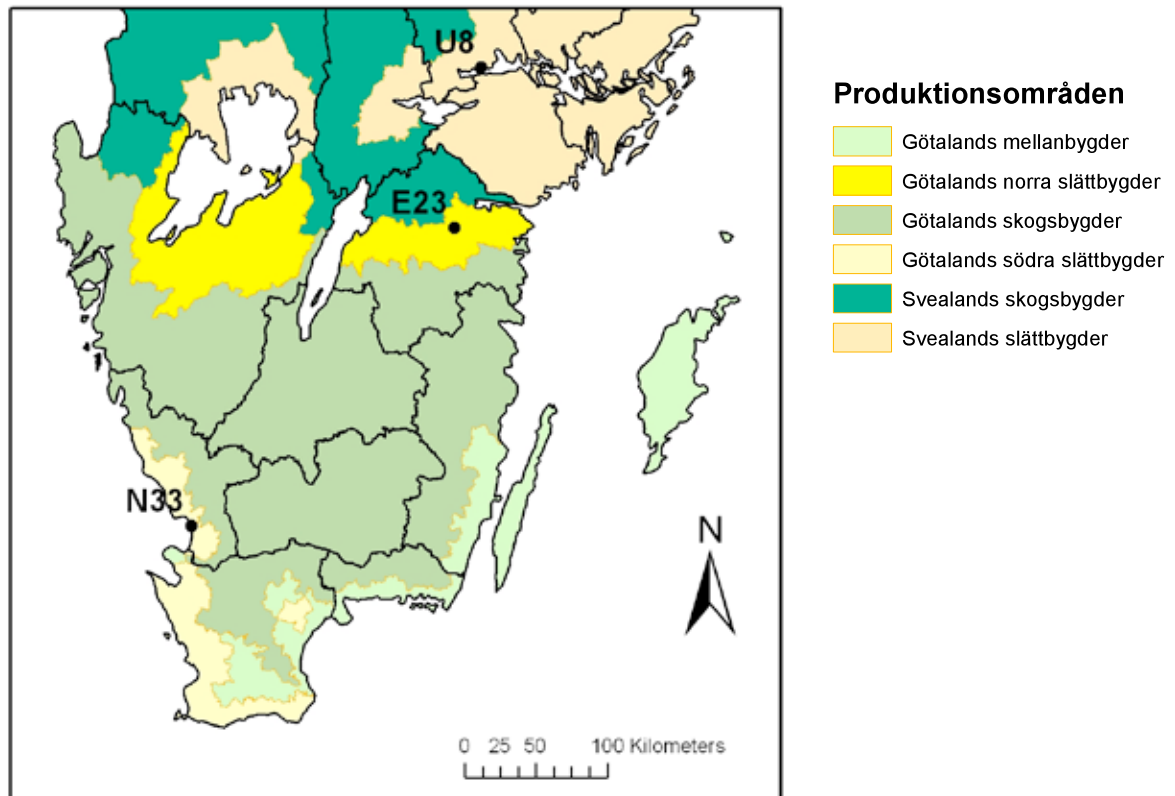 U8
E23
N33
N
0 25 50 100 Kilometers
Produktionsområden
Götalands mellanbygder
Götalands norra slättbygder
Götalands skogsbygder
Götalands södra slättbygder
Svealands skogsbygder
Svealands slättbygder